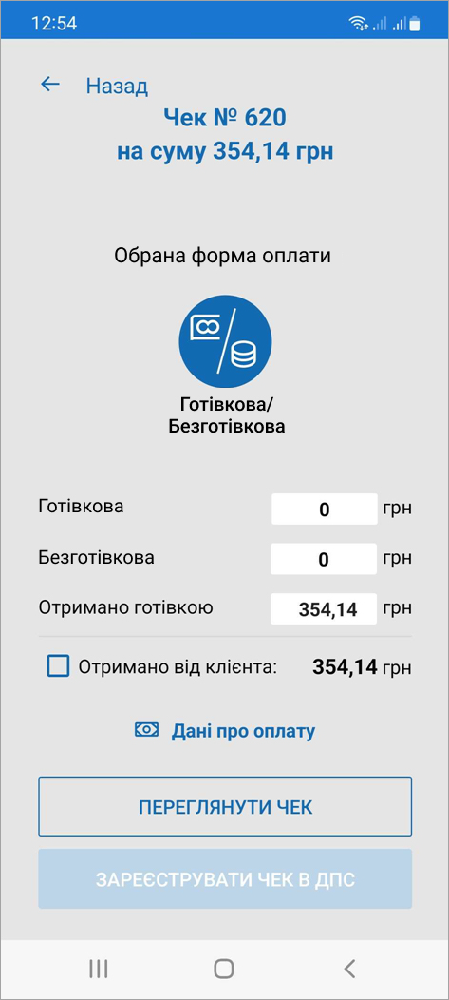 12:54
Назад
Чек № 620
на суму 354,14 грн
Обрана форма оплати
Готівкова/
Безготівкова
Готівкова 0 грн
Безготівкова 0 грн
Отримано готівкою 354,14 грн
Отримано від клієнта: 354,14 грн
Дані про оплату
ПЕРЕГЛЯНУТИ ЧЕК
ЗАРЕЄСТРУВАТИ ЧЕК В ДПС